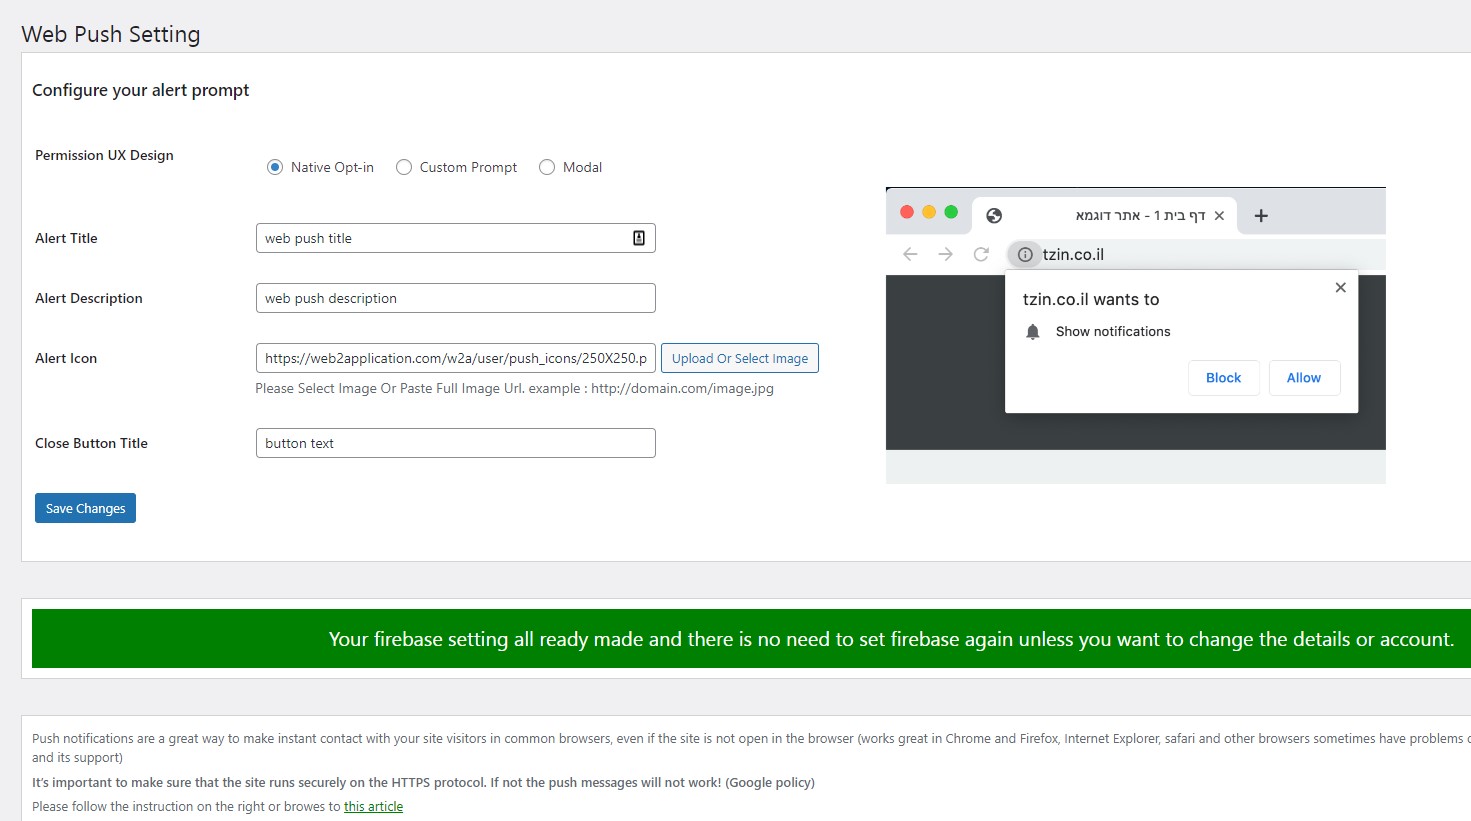 Web Push Setting
Configure your alert prompt
Permission UX Design
Native Opt-in
Custom Prompt
Modal
Alert Title
web push title
Alert Description
web push description
Alert Icon
https://web2application.com/w2a/user/push_icons/250X250.p
Upload Or Select Image
Please Select Image Or Paste Full Image Url. example : http://domain.com/image.jpg
Close Button Title
button text
Save Changes
דף בית 1 - אתר דוגמא
tzin.co.il
tzin.co.il wants to
Show notifications
Block
Allow
Your firebase setting all ready made and there is no need to set firebase again unless you want to change the details or account.
Push notifications are a great way to make instant contact with your site visitors in common browsers, even if the site is not open in the browser (works great in Chrome and Firefox, Internet Explorer, safari and other browsers sometimes have problems
and its support)
It's important to make sure that the site runs securely on the HTTPS protocol. If not the push messages will not work! (Google policy)
Please follow the instruction on the right or browes to this article